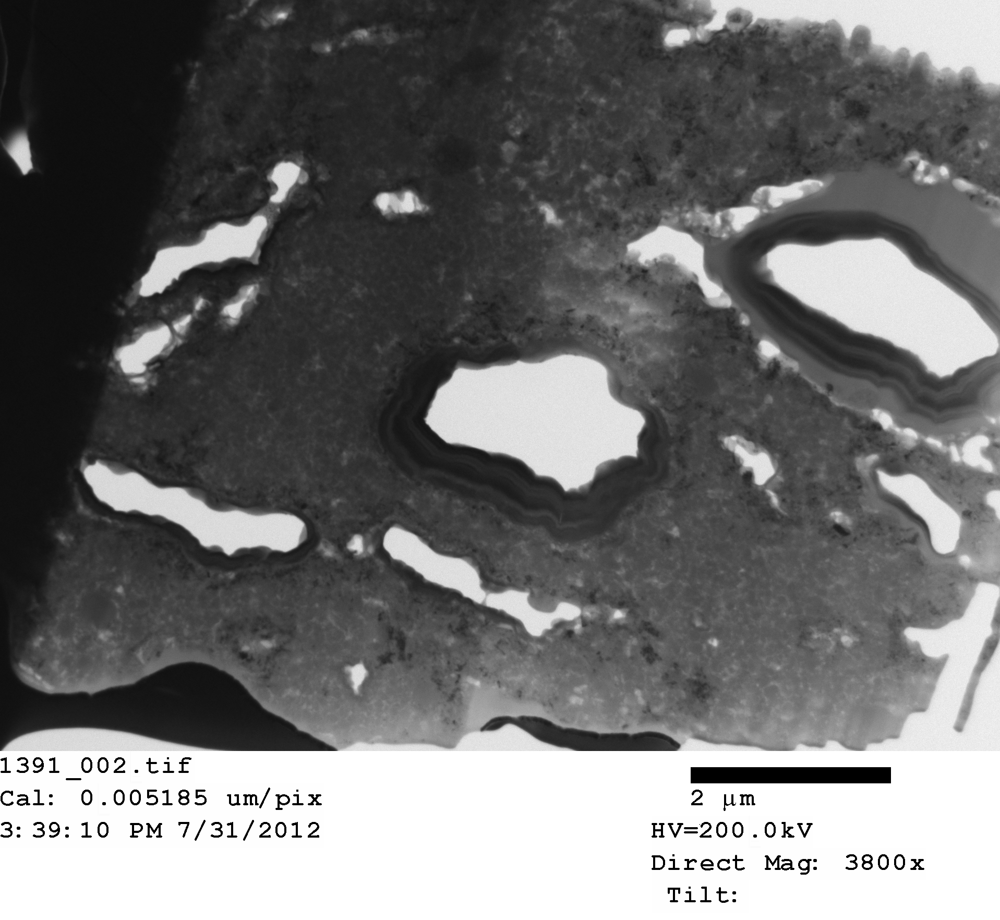 1391_002.tif
Cal: 0.005185 um/pix
3:39:10 PM 7/31/2012
2 μm
HV=200.0kV
Direct Mag: 3800x
Tilt: